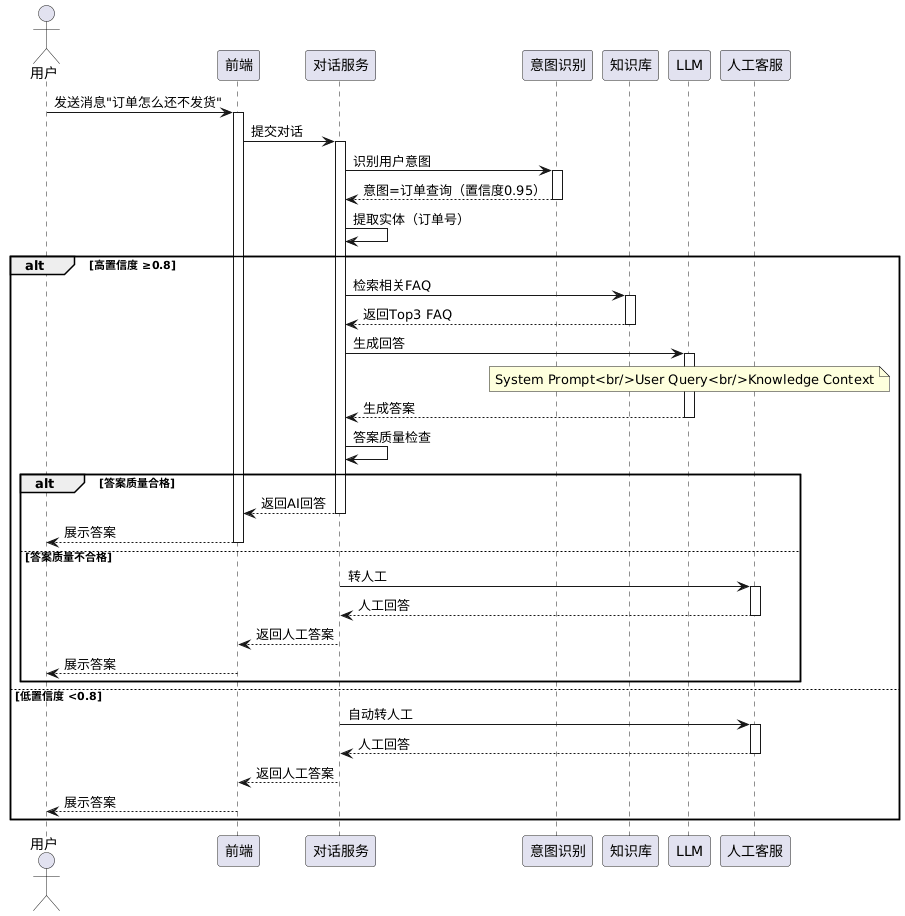 用户
前端
对话服务
意图识别
知识库
LLM
人工客服
发送消息"订单怎么还不发货"
提交对话
识别用户意图
意图=订单查询（置信度0.95）
提取实体（订单号）
alt
[高置信度 ≥0.8]
检索相关FAQ
返回Top3 FAQ
生成回答
System Prompt<br/>User Query<br/>Knowledge Context
生成答案
答案质量检查
alt
[答案质量合格]
返回AI回答
展示答案
[答案质量不合格]
转人工
人工回答
返回人工答案
展示答案
[低置信度 <0.8]
自动转人工
人工回答
返回人工答案
展示答案
用户
前端
对话服务
意图识别
知识库
LLM
人工客服